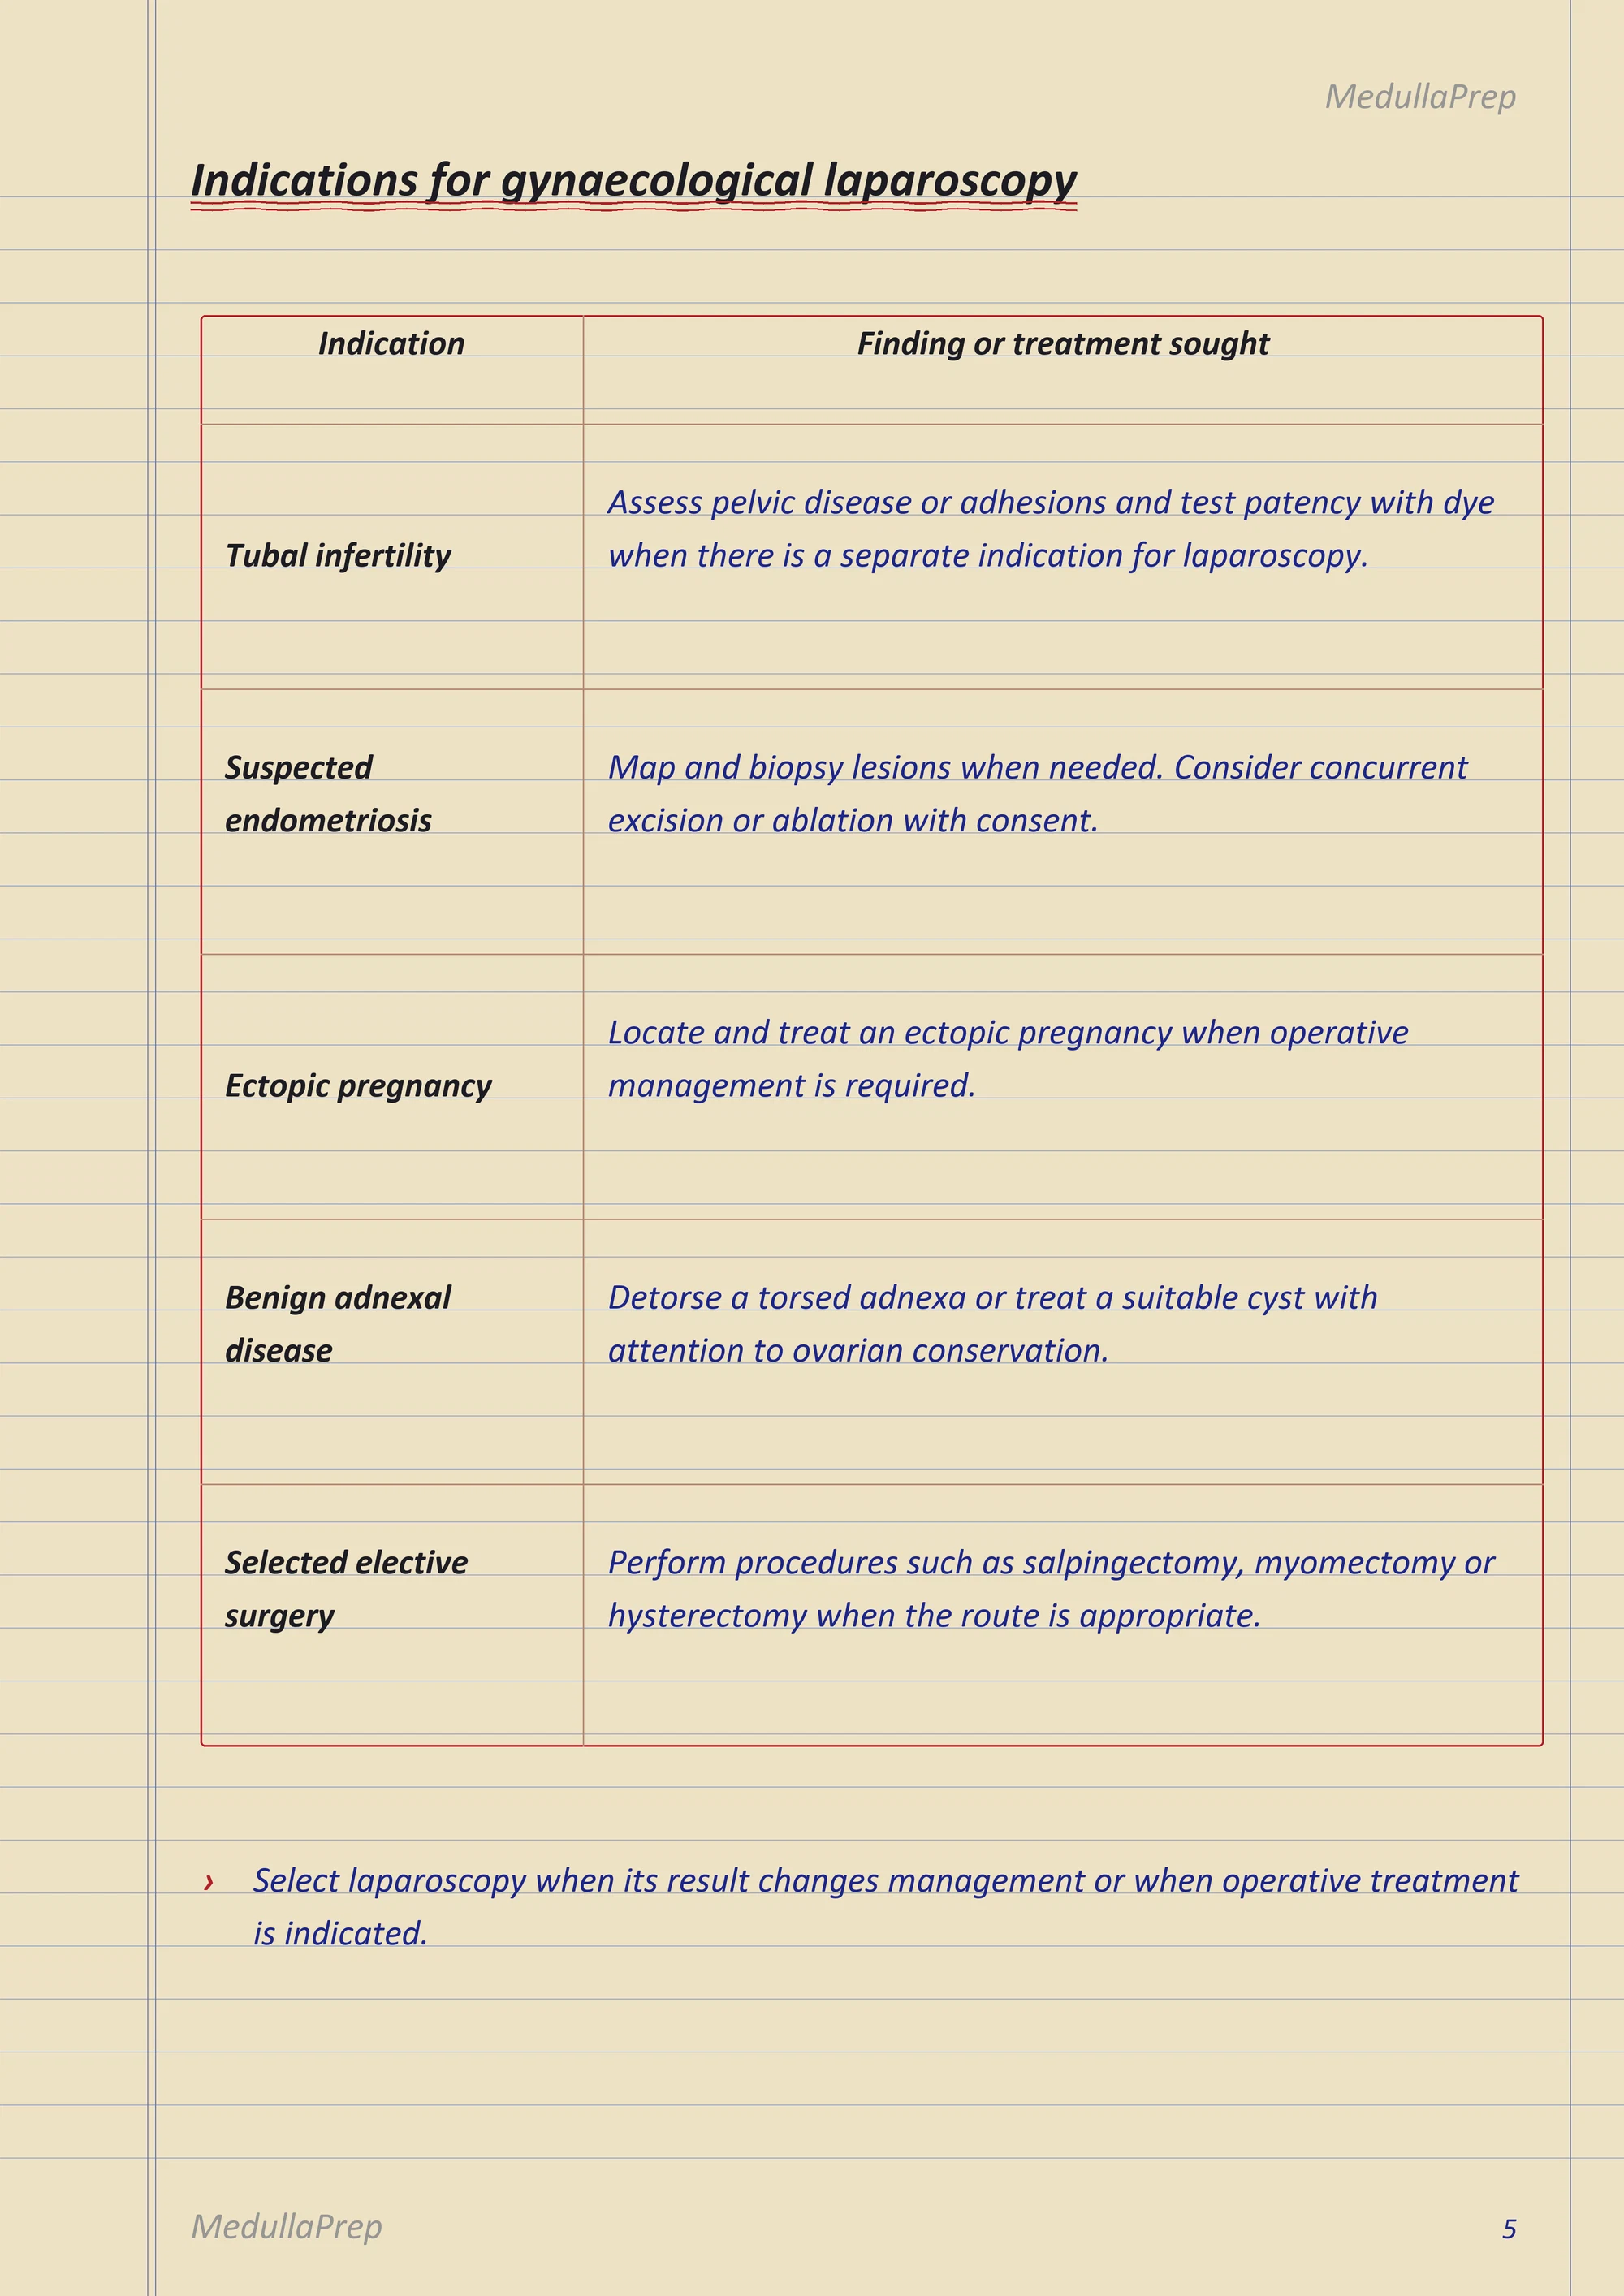 MedullaPrep
Indications for gynaecological laparoscopy
Indication
Finding or treatment sought
Tubal infertility
Assess pelvic disease or adhesions and test patency with dye
when there is a separate indication for laparoscopy.
Suspected
endometriosis
Map and biopsy lesions when needed. Consider concurrent
excision or ablation with consent.
Ectopic pregnancy
Locate and treat an ectopic pregnancy when operative
management is required.
Benign adnexal
disease
Detorse a torsed adnexa or treat a suitable cyst with
attention to ovarian conservation.
Selected elective
surgery
Perform procedures such as salpingectomy, myomectomy or
hysterectomy when the route is appropriate.
› Select laparoscopy when its result changes management or when operative treatment
is indicated.
MedullaPrep
5